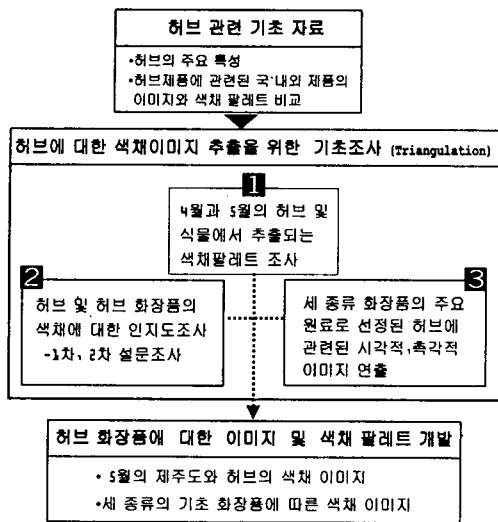 허브 관련 기초 자료
•허브의 주요 특성
•허브제품에 관련된 국·내외 제품의
이미지와 색채 팔레트 비교
허브에 대한 색채이미지 추출을 위한 기초조사 (Triangulation)
1
4월과 5월의 허브 및
식물에서 추출되는
색채팔레트 조사
2
허브 및 허브 화장품의
색채에 대한 인지도조사
-1차, 2차 설문조사
3
세 종류 화장품의 주요
원료로 선정된 허브에
관련된 시각적,촉각적
이미지 연출
허브 화장품에 대한 이미지 및 색채 팔레트 개발
• 5월의 제주도와 허브의 색채 이미지
•세 종류의 기초 화장품에 따른 색채 이미지